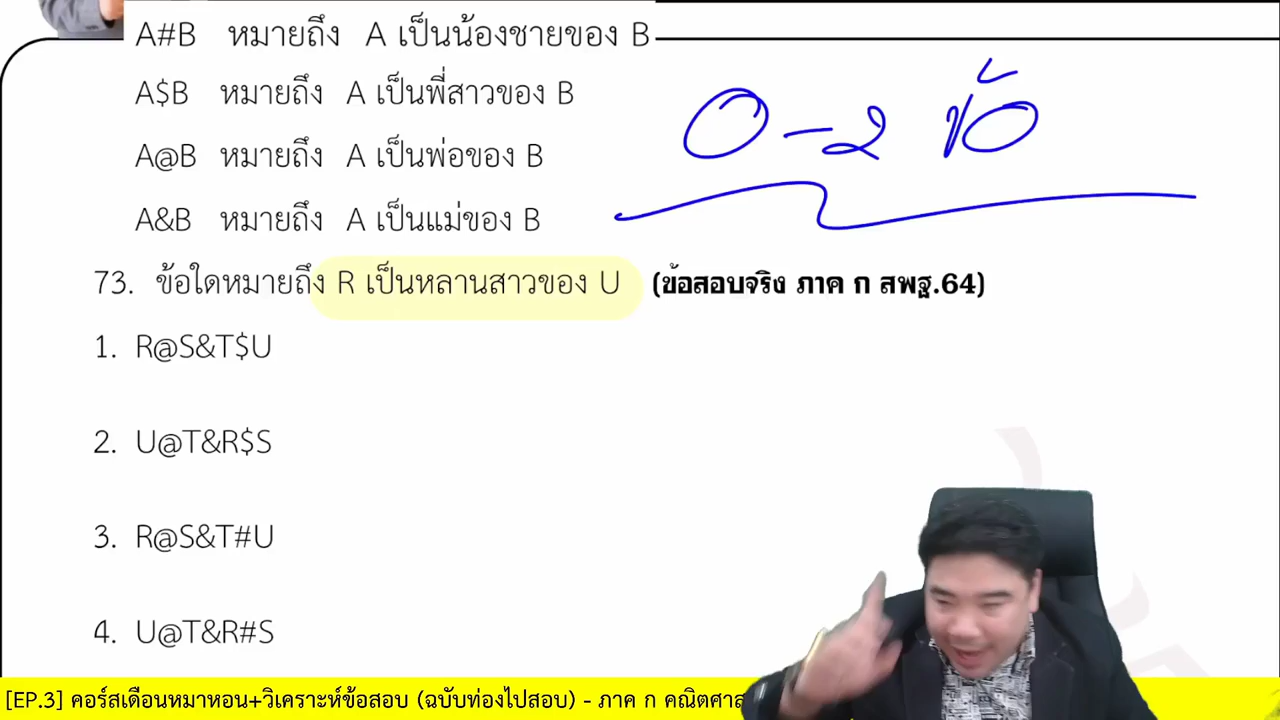 A#B หมายถึง A เป็นน้องชายของ B
A$B หมายถึง A เป็นพี่สาวของ B
A@B หมายถึง A เป็นพ่อของ B
A&B หมายถึง A เป็นแม่ของ B
0-2 ข้อ
73. ข้อใดหมายถึง R เป็นหลานสาวของ U (ข้อสอบจริง ภาค ก สพฐ.64)
1. R@S&T$U
2. U@T&R$S
3. R@S&T#U
4. U@T&R#S
[EP.3] คอร์สเดือนหมาหอน+วิเคราะห์ข้อสอบ (ฉบับท่องไปสอบ) - ภาค ก คณิตศาส